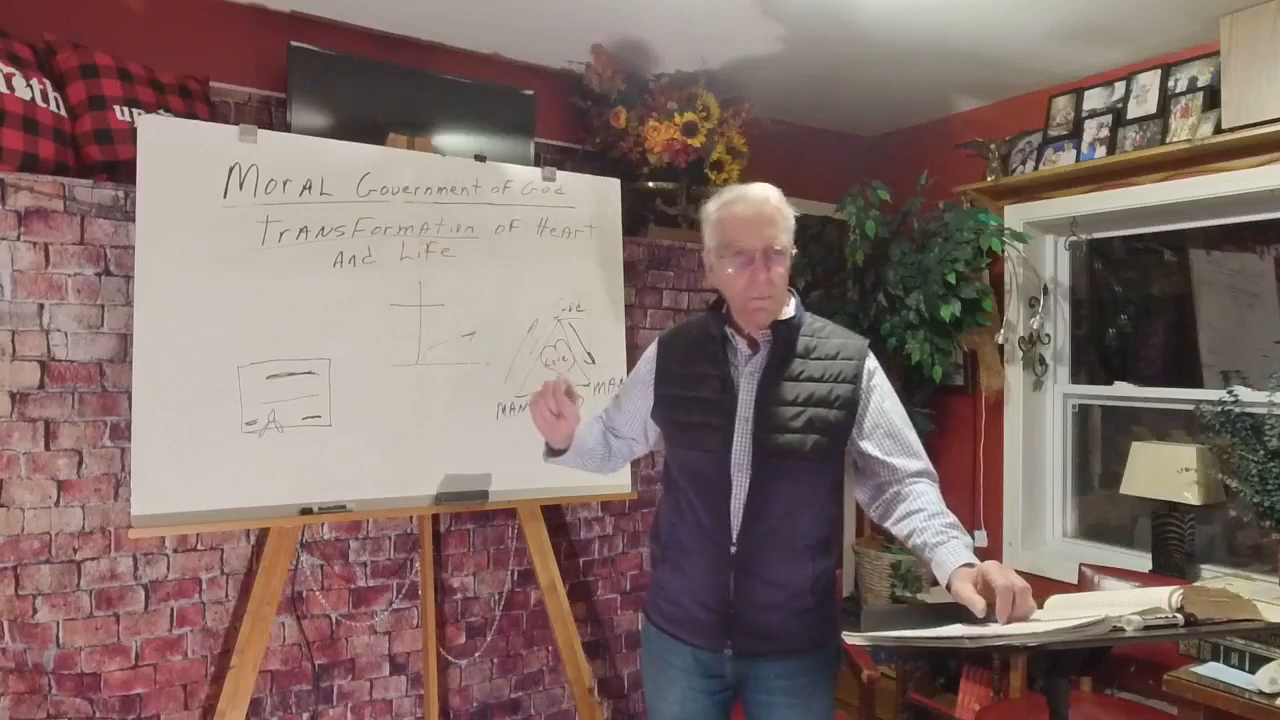 Moral Government of God
Transformation of Heart
And Life
God
Love
MAN
MAN